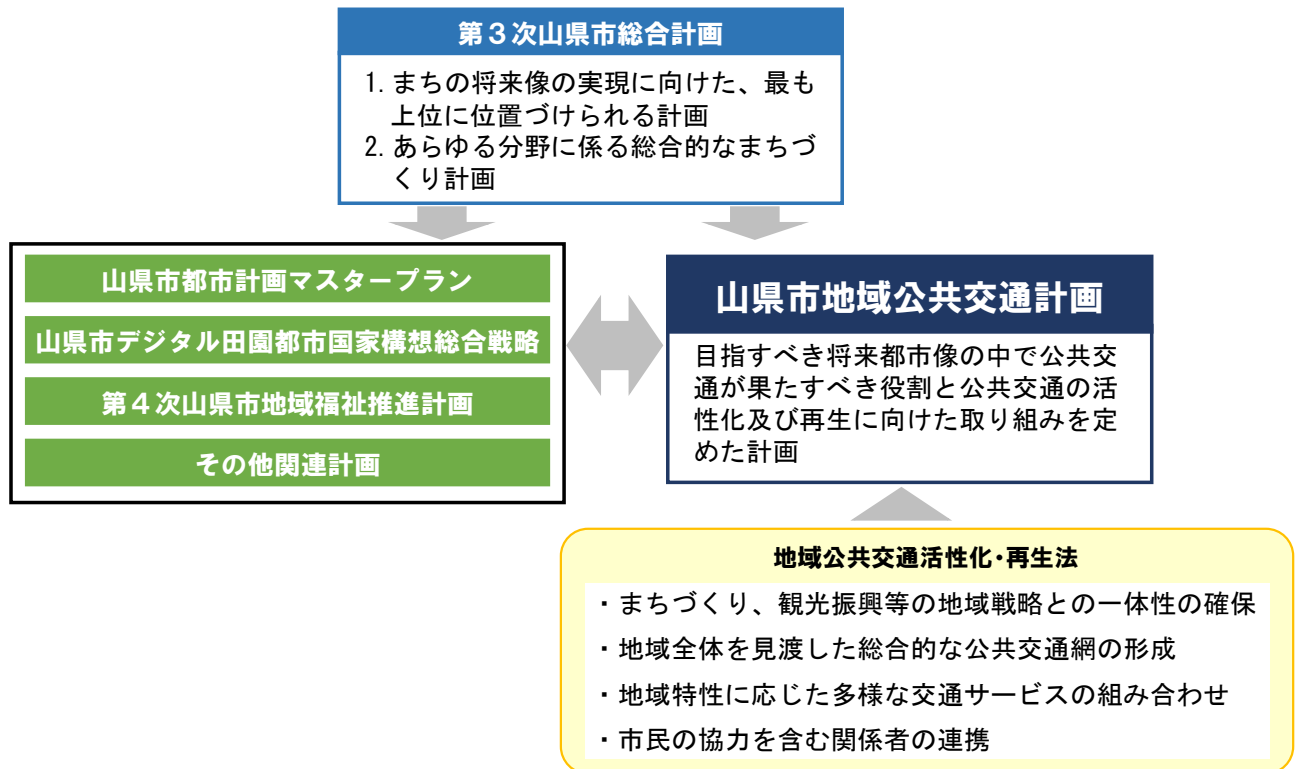 第３次山県市総合計画
1. まちの将来像の実現に向けた、最も
上位に位置づけられる計画
2. あらゆる分野に係る総合的なまちづ
くり計画
山県市都市計画マスタープラン
山県市デジタル田園都市国家構想総合戦略
第４次山県市地域福祉推進計画
その他関連計画
山県市地域公共交通計画
目指すべき将来都市像の中で公共交
通が果たすべき役割と公共交通の活
性化及び再生に向けた取り組みを定
めた計画
地域公共交通活性化・再生法
・まちづくり、観光振興等の地域戦略との一体性の確保
・地域全体を見渡した総合的な公共交通網の形成
・地域特性に応じた多様な交通サービスの組み合わせ
・市民の協力を含む関係者の連携